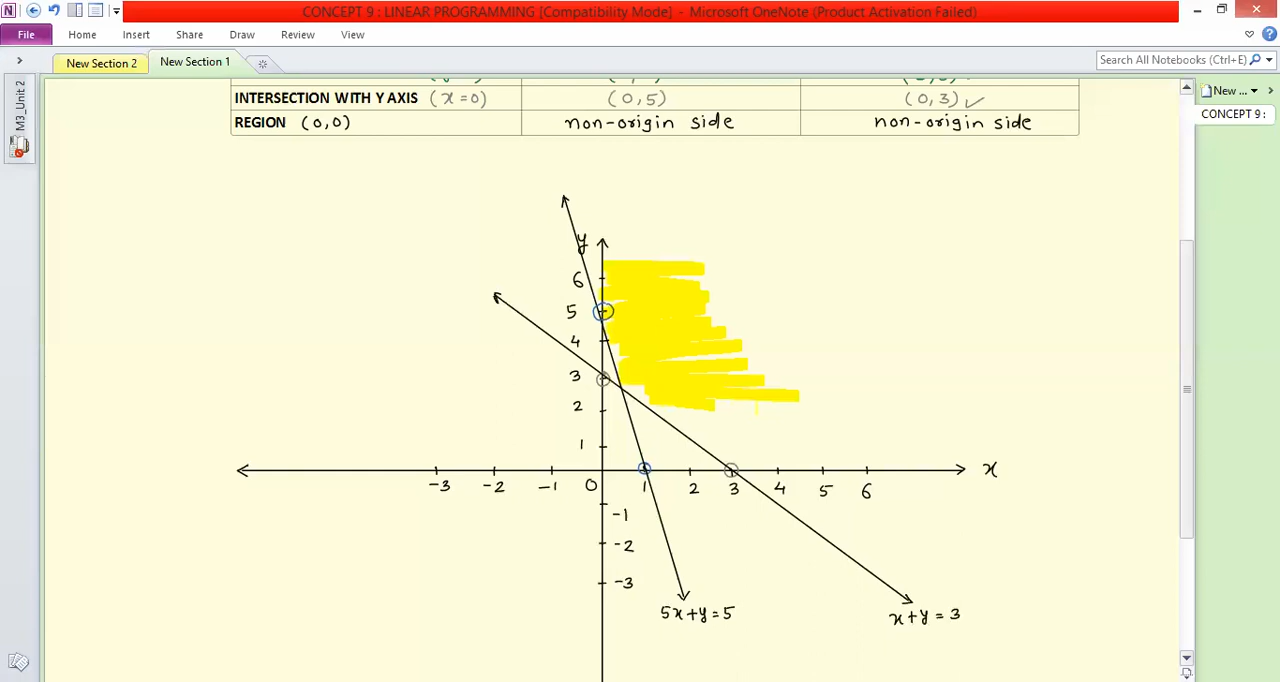 CONCEPT 9 : LINEAR PROGRAMMING [Compatibility Mode] - Microsoft OneNote (Product Activation Failed)
File Home Insert Share Draw Review View
New Section 2 New Section 1 Search All Notebooks (Ctrl+E)
M3_Unit 2
New ...
CONCEPT 9 :
INTERSECTION WITH Y AXIS (x=0) (0,5) (0,3) ✓
REGION (0,0) non-origin side non-origin side
y
6
5
4
3
2
1
-3 -2 -1 0 1 2 3 4 5 6 x
-1
-2
-3
5x+y=5
x+y=3